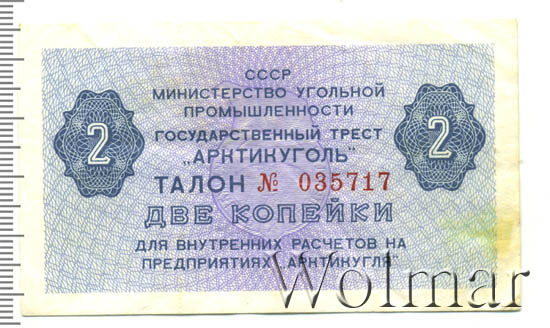 СССР
МИНИСТЕРСТВО УГОЛЬНОЙ
ПРОМЫШЛЕННОСТИ
ГОСУДАРСТВЕННЫЙ ТРЕСТ
„АРКТИКУГОЛЬ"
2 2
ТАЛОН № 035717
ДВЕ КОПЕЙКИ
ДЛЯ ВНУТРЕННИХ РАСЧЕТОВ НА
ПРЕДПРИЯТИЯХ „АРКТИКУГЛЯ"
Wolmar